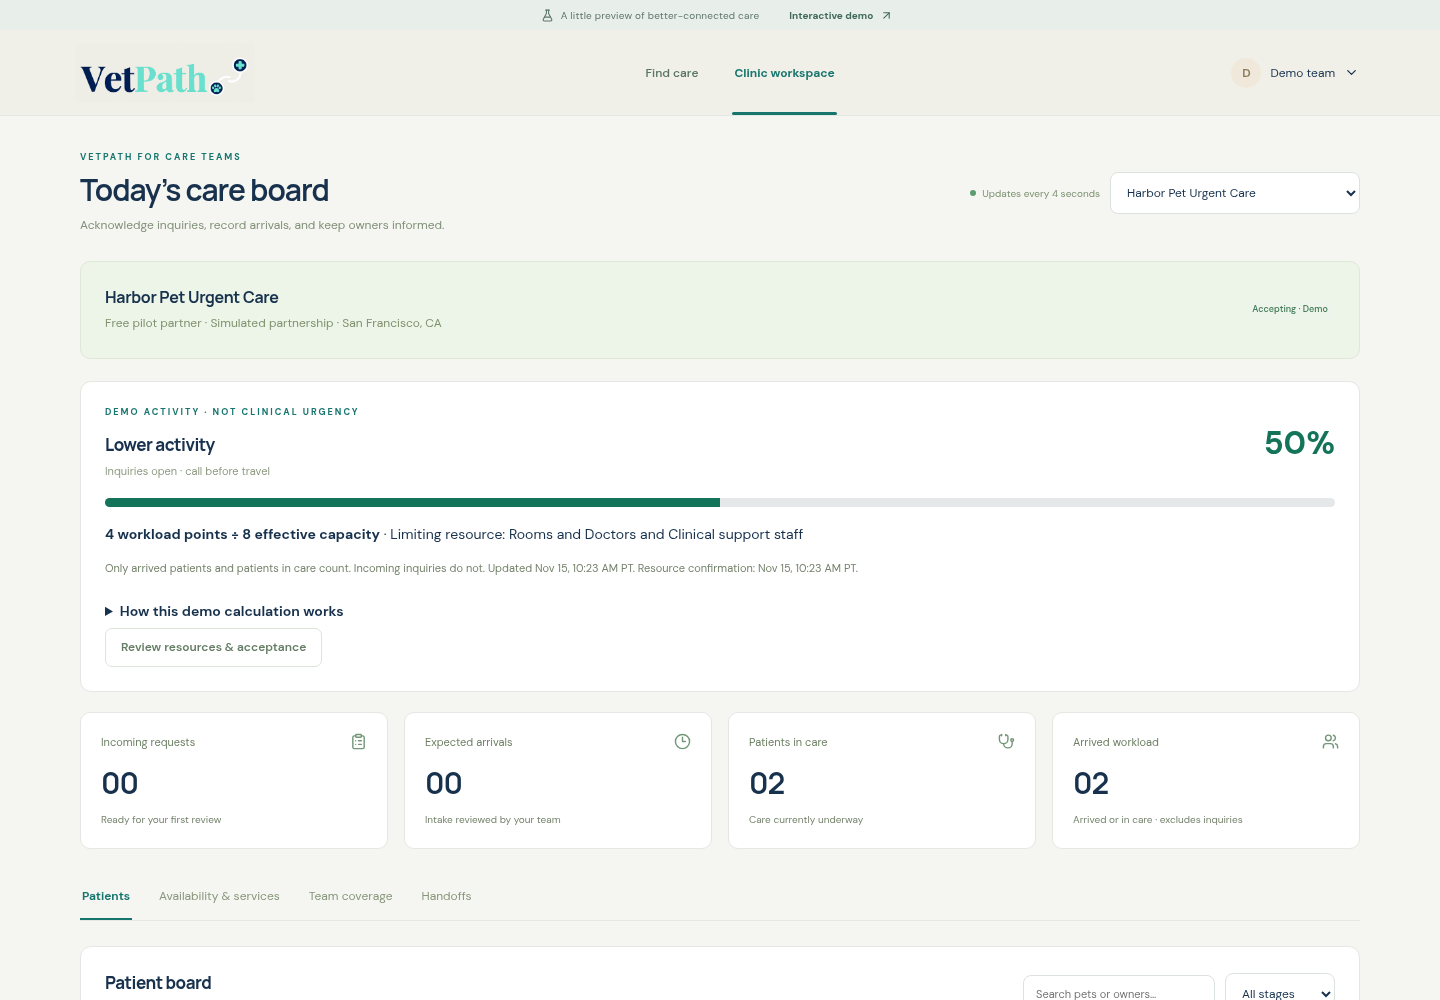 A little preview of better-connected care Interactive demo
VetPath
Find care
Clinic workspace
D
Demo team
VETPATH FOR CARE TEAMS
Today's care board
Acknowledge inquiries, record arrivals, and keep owners informed.
Updates every 4 seconds
Harbor Pet Urgent Care
Harbor Pet Urgent Care
Free pilot partner · Simulated partnership · San Francisco, CA
Accepting · Demo
DEMO ACTIVITY · NOT CLINICAL URGENCY
Lower activity
50%
Inquiries open · call before travel
4 workload points ÷ 8 effective capacity · Limiting resource: Rooms and Doctors and Clinical support staff
Only arrived patients and patients in care count. Incoming inquiries do not. Updated Nov 15, 10:23 AM PT. Resource confirmation: Nov 15, 10:23 AM PT.
How this demo calculation works
Review resources & acceptance
Incoming requests
00
Ready for your first review
Expected arrivals
00
Intake reviewed by your team
Patients in care
02
Care currently underway
Arrived workload
02
Arrived or in care · excludes inquiries
Patients
Availability & services
Team coverage
Handoffs
Patient board
Search pets or owners...
All stages